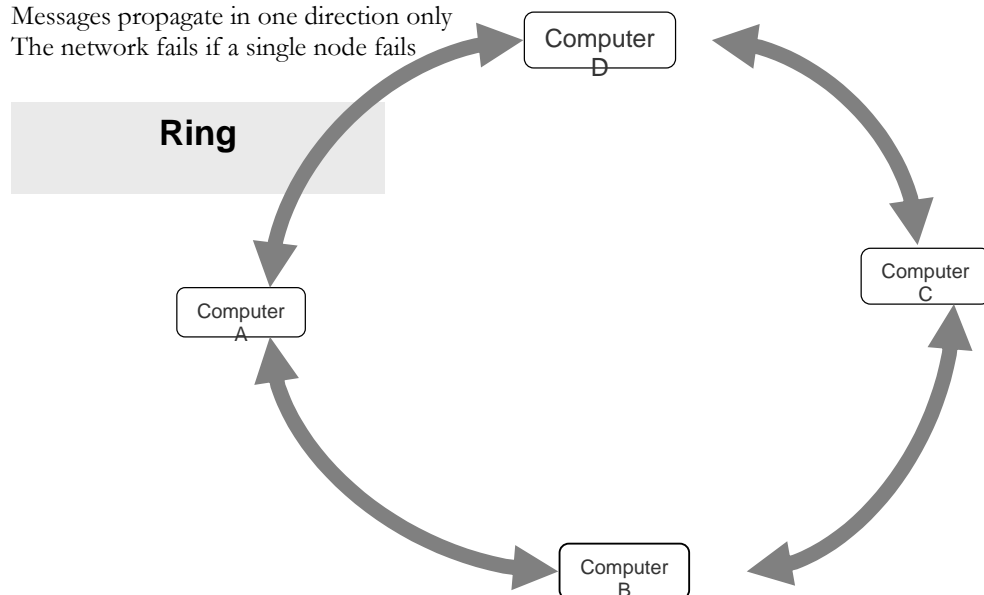 Messages propagate in one direction only
The network fails if a single node fails
Ring
Computer
D
Computer
C
Computer
A
Computer
B